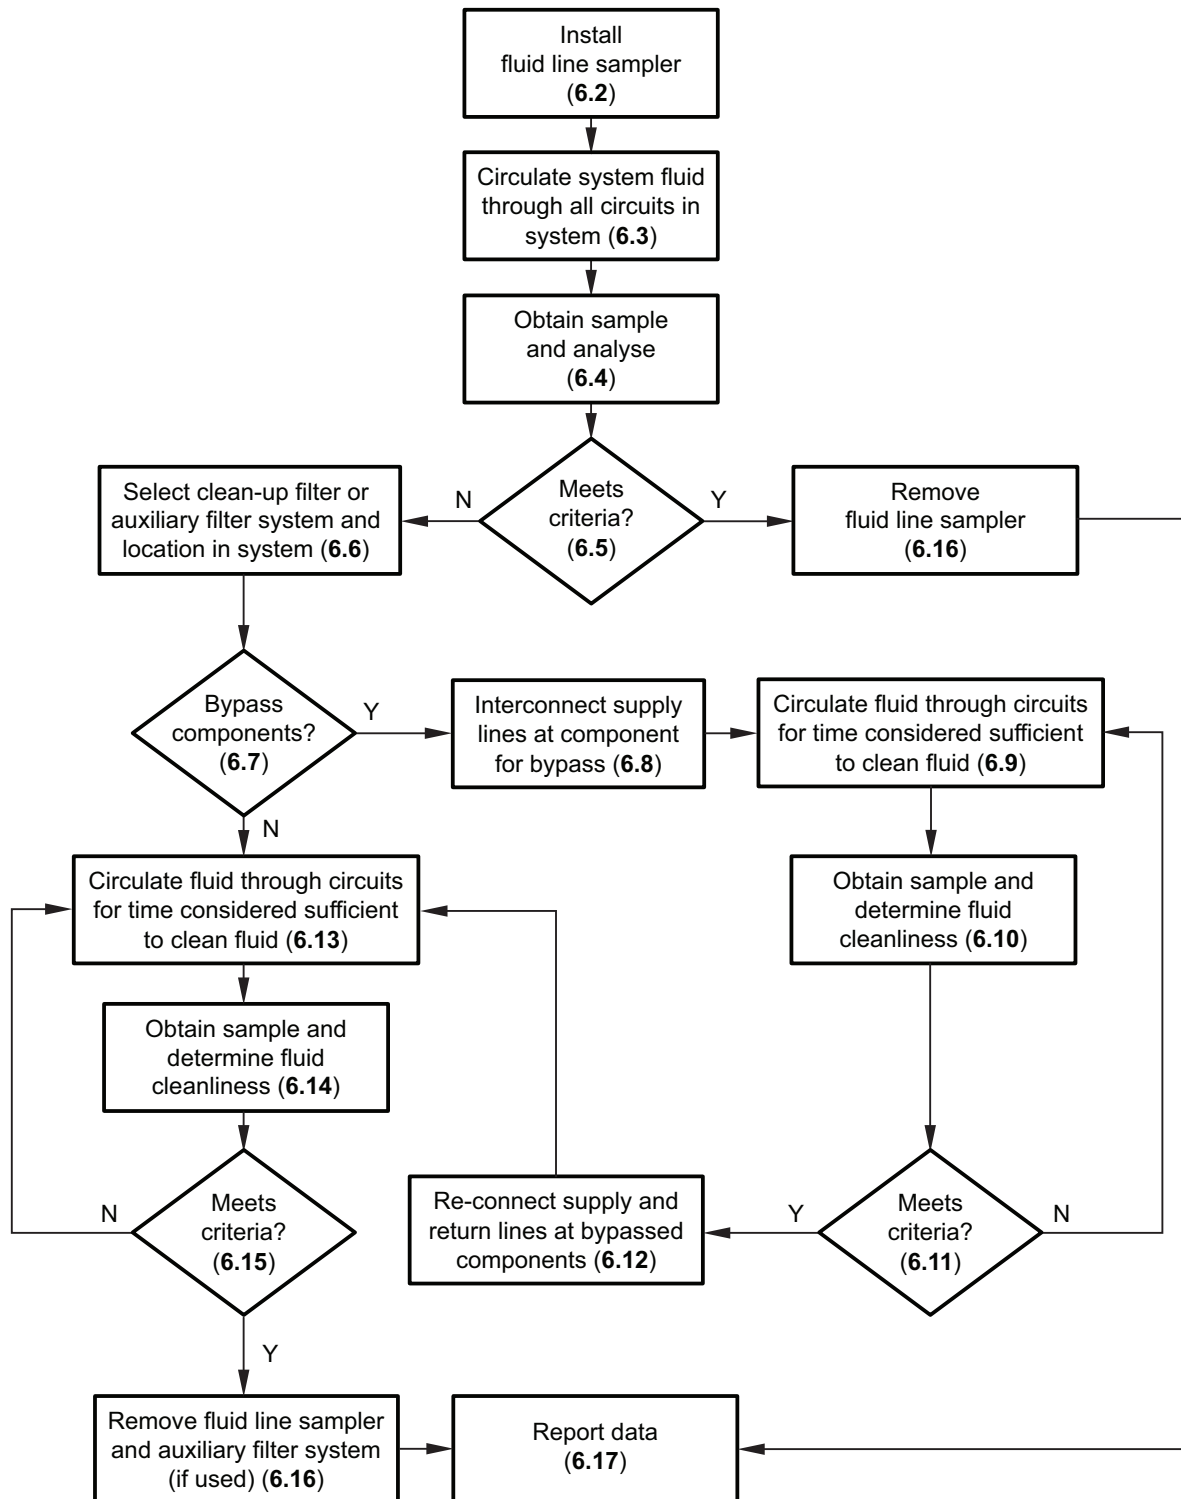 Install
fluid line sampler
(6.2)
Circulate system fluid
through all circuits in
system (6.3)
Obtain sample
and analyse
(6.4)
Meets
criteria?
(6.5)
N
Y
Select clean-up filter or
auxiliary filter system and
location in system (6.6)
Remove
fluid line sampler
(6.16)
Bypass
components?
(6.7)
Y
N
Interconnect supply
lines at component
for bypass (6.8)
Circulate fluid through circuits
for time considered sufficient
to clean fluid (6.9)
Circulate fluid through circuits
for time considered sufficient
to clean fluid (6.13)
Obtain sample and
determine fluid
cleanliness (6.10)
Obtain sample and
determine fluid
cleanliness (6.14)
Meets
criteria?
(6.15)
N
Y
Re-connect supply and
return lines at bypassed
components (6.12)
Y
Meets
criteria?
(6.11)
N
Remove fluid line sampler
and auxiliary filter system
(if used) (6.16)
Report data
(6.17)